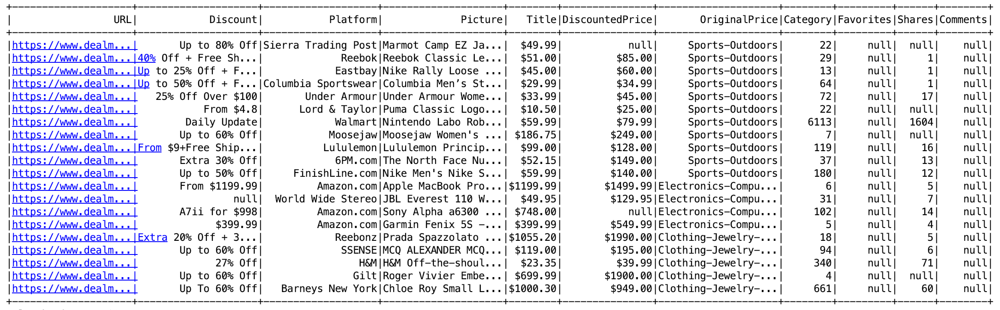 | URL| Discount| Platform| Picture| Title|DiscountedPrice| OriginalPrice|Category|Favorites|Shares|Comments|
|https://www.dealm...| Up to 80% Off|Sierra Trading Post|Marmot Camp EZ Ja...| $49.99| null| Sports-Outdoors| 22| null| null| null|
|https://www.dealm...|40% Off + Free Sh...| Reebok|Reebok Classic Le...| $51.00| $85.00| Sports-Outdoors| 29| null| 1| null|
|https://www.dealm...|Up to 25% Off + F...| Eastbay|Nike Rally Loose ...| $45.00| $60.00| Sports-Outdoors| 13| null| 1| null|
|https://www.dealm...|Up to 50% Off + F...|Columbia Sportswear|Columbia Men’s St...| $29.99| $34.99| Sports-Outdoors| 64| null| 1| null|
|https://www.dealm...| 25% Off Over $100| Under Armour|Under Armour Wome...| $33.99| $45.00| Sports-Outdoors| 72| null| 17| null|
|https://www.dealm...| From $4.8| Lord & Taylor|Puma Classic Logo...| $10.50| $25.00| Sports-Outdoors| 22| null| null| null|
|https://www.dealm...| Daily Update| Walmart|Nintendo Labo Rob...| $59.99| $79.99| Sports-Outdoors| 6113| null| 1604| null|
|https://www.dealm...| Up to 60% Off| Moosejaw|Moosejaw Women's ...| $186.75| $249.00| Sports-Outdoors| 7| null| null| null|
|https://www.dealm...|From $9+Free Ship...| Lululemon|Lululemon Princip...| $99.00| $128.00| Sports-Outdoors| 119| null| 16| null|
|https://www.dealm...| Extra 30% Off| 6PM.com|The North Face Nu...| $52.15| $149.00| Sports-Outdoors| 37| null| 13| null|
|https://www.dealm...| Up to 50% Off| FinishLine.com|Nike Men's Nike S...| $59.99| $140.00| Sports-Outdoors| 180| null| 12| null|
|https://www.dealm...| From $1199.99| Amazon.com|Apple MacBook Pro...|$1199.99| $1499.99|Electronics-Compu...| 6| null| 5| null|
|https://www.dealm...| null| World Wide Stereo|JBL Everest 110 W...| $49.95| $129.95|Electronics-Compu...| 31| null| 7| null|
|https://www.dealm...| A7ii for $998| Amazon.com|Sony Alpha a6300 ...| $748.00| null|Electronics-Compu...| 102| null| 14| null|
|https://www.dealm...| $399.99| Amazon.com|Garmin Fenix 5S -...| $399.99| $549.99|Electronics-Compu...| 5| null| 4| null|
|https://www.dealm...|Extra 20% Off + 3...| Reebonz|Prada Spazzolato ...|$1055.20| $1990.00|Clothing-Jewelry-...| 18| null| 5| null|
|https://www.dealm...| Up to 60% Off| SSENSE|MCQ ALEXANDER MCQ...| $119.00| $195.00|Clothing-Jewelry-...| 94| null| 6| null|
|https://www.dealm...| 27% Off| H&M|H&M Off-the-shoul...| $23.35| $39.99|Clothing-Jewelry-...| 340| null| 71| null|
|https://www.dealm...| Up to 60% Off| Gilt|Roger Vivier Embe...| $699.99| $1900.00|Clothing-Jewelry-...| 4| null| null| null|
|https://www.dealm...| Up To 60% Off| Barneys New York|Chloe Roy Small L...|$1000.30| $949.00|Clothing-Jewelry-...| 661| null| 60| null|